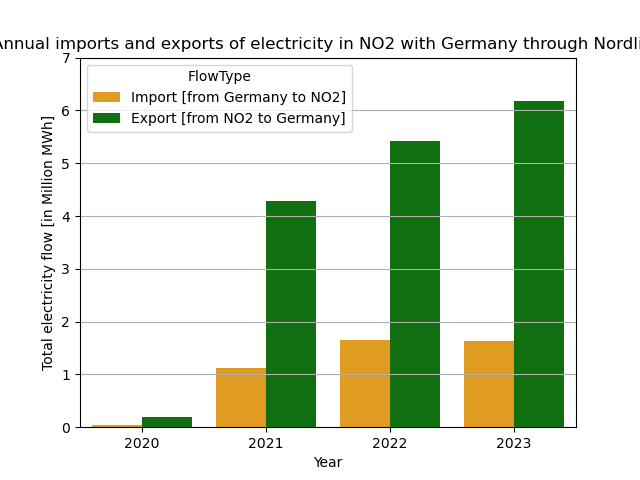 Annual imports and exports of electricity in NO2 with Germany through
7
FlowType
Import [from Germany to NO2]
Export [from NO2 to Germany]
6
5
4
3
2
1
0
Total electricity flow [in Million MWh]
2020 2021 2022 2023
Year